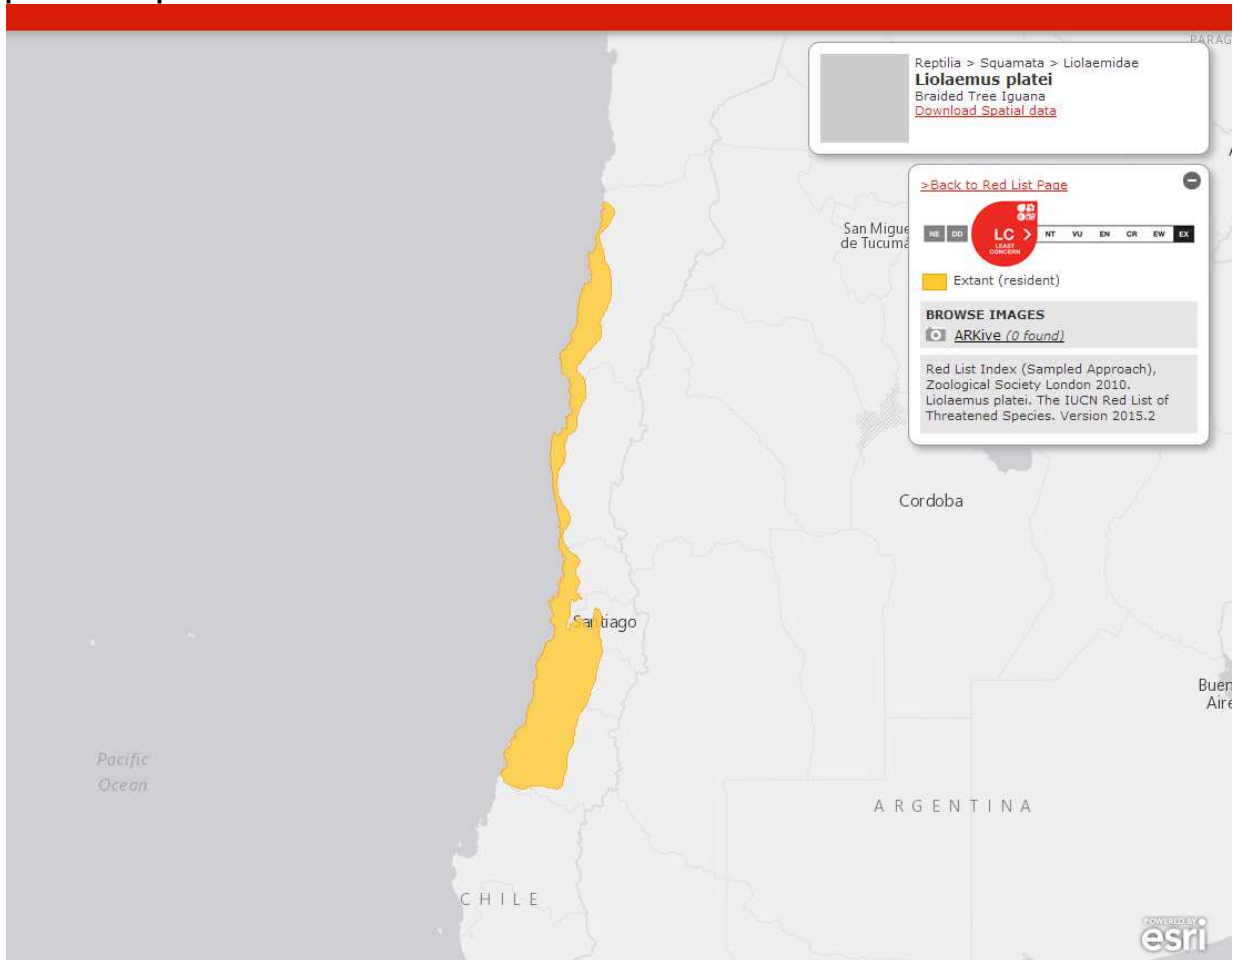 PARAG
Reptilia > Squamata > Liolaemidae
Liolaemus platei
Braided Tree Iguana
Download Spatial data
>Back to Red List Page
NE DD LC > NT VU EN CR EW EX
LEAST
CONCERN
Extant (resident)
BROWSE IMAGES
ARKive (0 found)
Red List Index (Sampled Approach),
Zoological Society London 2010.
Liolaemus platei. The IUCN Red List of
Threatened Species. Version 2015.2
San Migue
de Tucumá
Cordoba
Santiago
Buen
Aire
Pacific
Ocean
ARGENTINA
CHILE
POWERED BY
esri